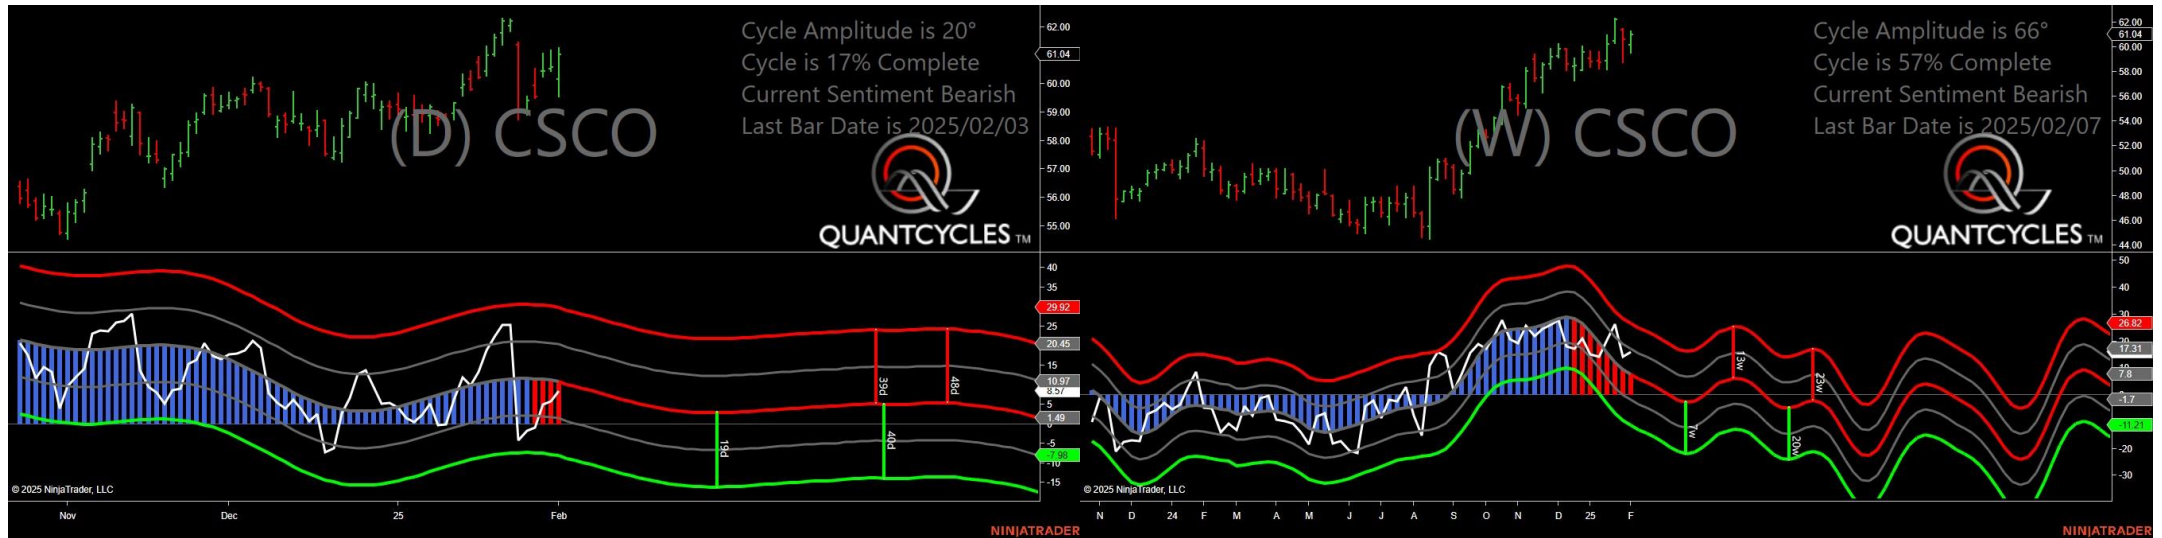 Cycle Amplitude is 20°
Cycle is 17% Complete
Current Sentiment Bearish
Last Bar Date is 2025/02/03
(D) CSCO
QUANTCYCLES TM
62.00
61.04
60.00
59.00
58.00
57.00
56.00
55.00
40
35
29.92
25
20.45
15
10.97
8.57
5
1.49
0
-5
-7.98
-10
-15
19d
39d
40d
48d
© 2025 NinjaTrader, LLC
Nov
Dec
25
Feb
NINJATRADER
Cycle Amplitude is 66°
Cycle is 57% Complete
Current Sentiment Bearish
Last Bar Date is 2025/02/07
(W) CSCO
QUANTCYCLES TM
62.00
61.04
60.00
58.00
56.00
54.00
52.00
50.00
48.00
46.00
44.00
50
40
30
26.82
17.31
7.8
-1.7
-11.21
-20
-30
7w
13w
20w
23w
© 2025 NinjaTrader, LLC
N D 24 F M A M J J A S O N D 25 F
NINJATRADER